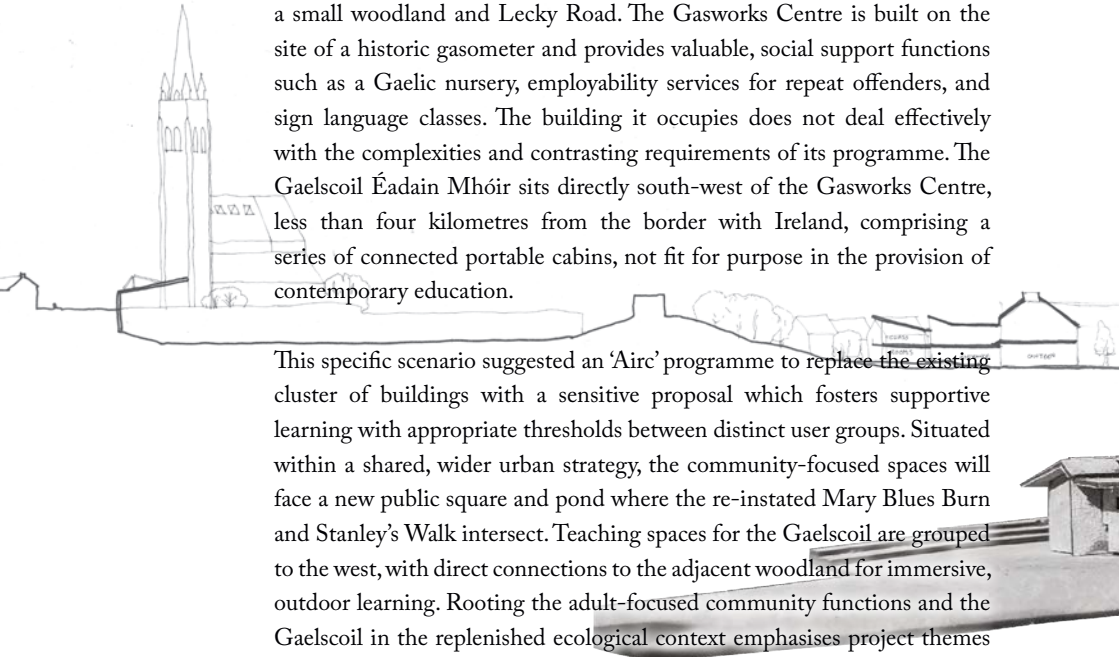 a small woodland and Lecky Road. The Gasworks Centre is built on the
site of a historic gasometer and provides valuable, social support functions
such as a Gaelic nursery, employability services for repeat offenders, and
sign language classes. The building it occupies does not deal effectively
with the complexities and contrasting requirements of its programme. The
Gaelscoil Éadain Mhóir sits directly south-west of the Gasworks Centre,
less than four kilometres from the border with Ireland, comprising a
series of connected portable cabins, not fit for purpose in the provision of
contemporary education.
This specific scenario suggested an ‘Airc’ programme to replace the existing
cluster of buildings with a sensitive proposal which fosters supportive
learning with appropriate thresholds between distinct user groups. Situated
within a shared, wider urban strategy, the community-focused spaces will
face a new public square and pond where the re-instated Mary Blues Burn
and Stanley’s Walk intersect. Teaching spaces for the Gaelscoil are grouped
to the west, with direct connections to the adjacent woodland for immersive,
outdoor learning. Rooting the adult-focused community functions and the
Gaelscoil in the replenished ecological context emphasises project themes